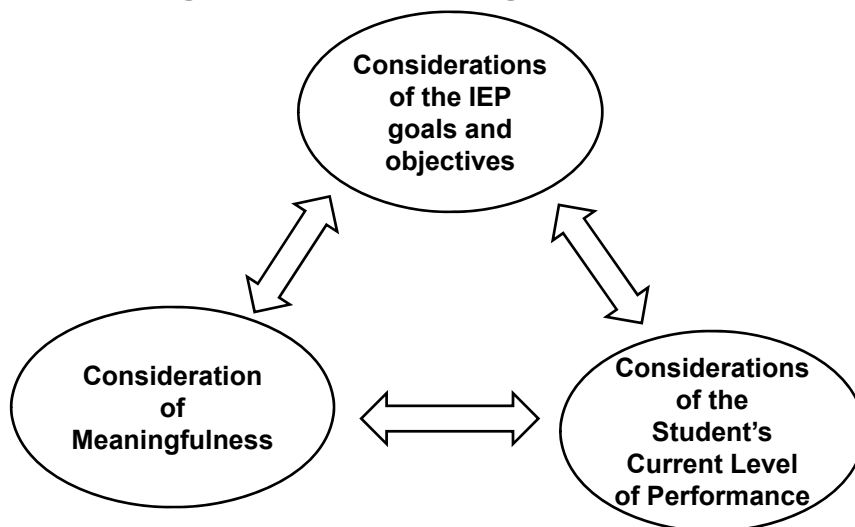 Considerations
of the IEP
goals and
objectives
Consideration
of
Meaningfulness
Considerations
of the
Student's
Current Level
of Performance